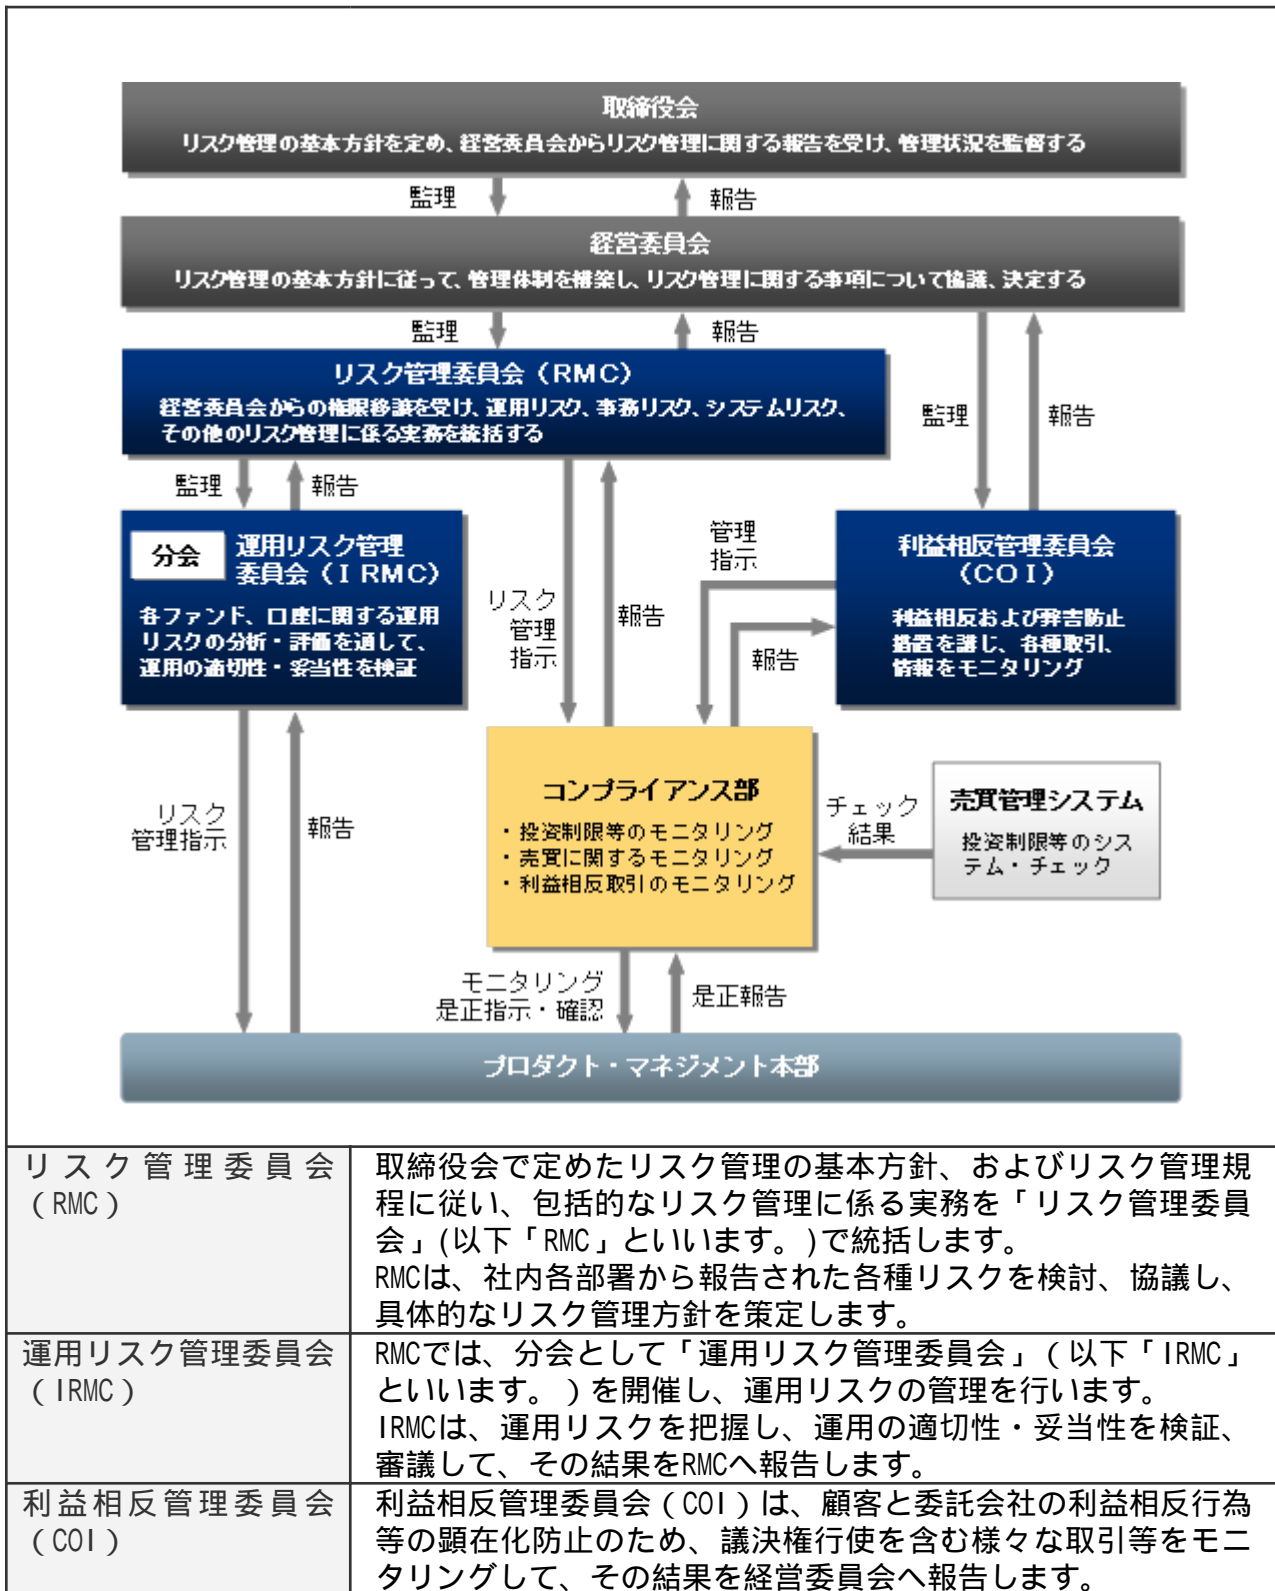 取締役会
リスク管理の基本方針を定め、経営委員会からリスク管理に関する報告を受け、管理状況を監督する
監理
報告
経営委員会
リスク管理の基本方針に従って、管理体制を構築し、リスク管理に関する事項について協議、決定する
監理
報告
リスク管理委員会（RMC）
経営委員会からの権限移譲を受け、運用リスク、事務リスク、システムリスク、
その他のリスク管理に係る実務を統括する
監理
報告
監理
報告
分会
運用リスク管理
委員会（IRMC）
各ファンド、口座に関する運用
リスクの分析・評価を通して、
運用の適切性・妥当性を検証
リスク
管理
指示
報告
管理
指示
報告
利益相反管理委員会
（COI）
利益相反および弊害防止
措置を講じ、各種取引、
情報をモニタリング
リスク
管理指示
報告
コンプライアンス部
・投資制限等のモニタリング
・売買に関するモニタリング
・利益相反取引のモニタリング
チェック
結果
売買管理システム
投資制限等のシス
テム・チェック
モニタリング
是正指示・確認
是正報告
プロダクト・マネジメント本部
リスク管理委員会
（RMC）
取締役会で定めたリスク管理の基本方針、およびリスク管理規
程に従い、包括的なリスク管理に係る実務を「リスク管理委員
会」(以下「RMC」といいます。)で統括します。
RMCは、社内各部署から報告された各種リスクを検討、協議し、
具体的なリスク管理方針を策定します。
運用リスク管理委員会
（IRMC）
RMCでは、分会として「運用リスク管理委員会」（以下「IRMC」
といいます。）を開催し、運用リスクの管理を行います。
IRMCは、運用リスクを把握し、運用の適切性・妥当性を検証、
審議して、その結果をRMCへ報告します。
利益相反管理委員会
（COI）
利益相反管理委員会（COI）は、顧客と委託会社の利益相反行為
等の顕在化防止のため、議決権行使を含む様々な取引等をモニ
タリングして、その結果を経営委員会へ報告します。